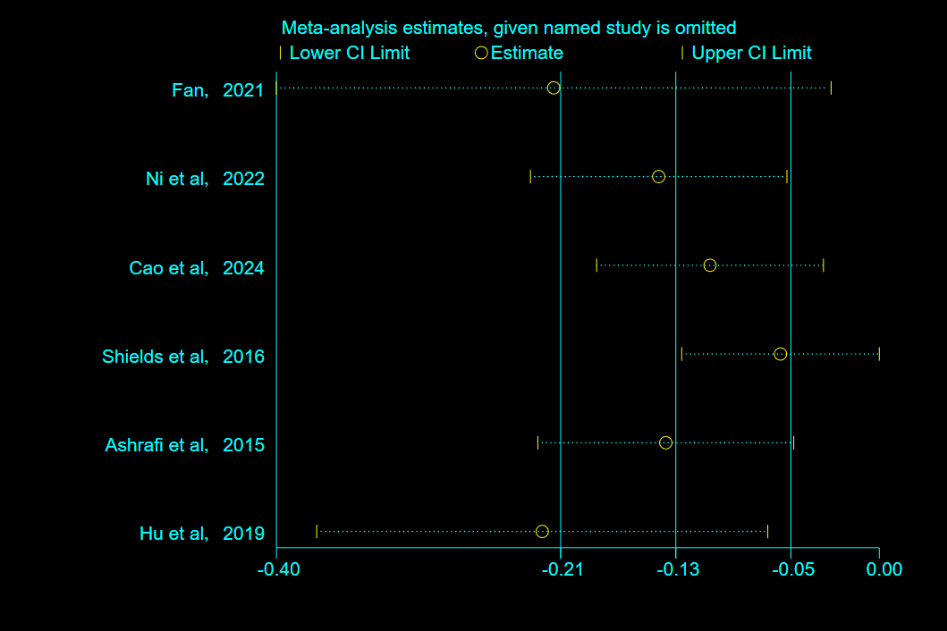 Meta-analysis estimates, given named study is omitted
| Lower CI Limit ○ Estimate | Upper CI Limit
Fan, 2021
Ni et al, 2022
Cao et al, 2024
Shields et al, 2016
Ashrafi et al, 2015
Hu et al, 2019
-0.40 -0.21 -0.13 -0.05 0.00